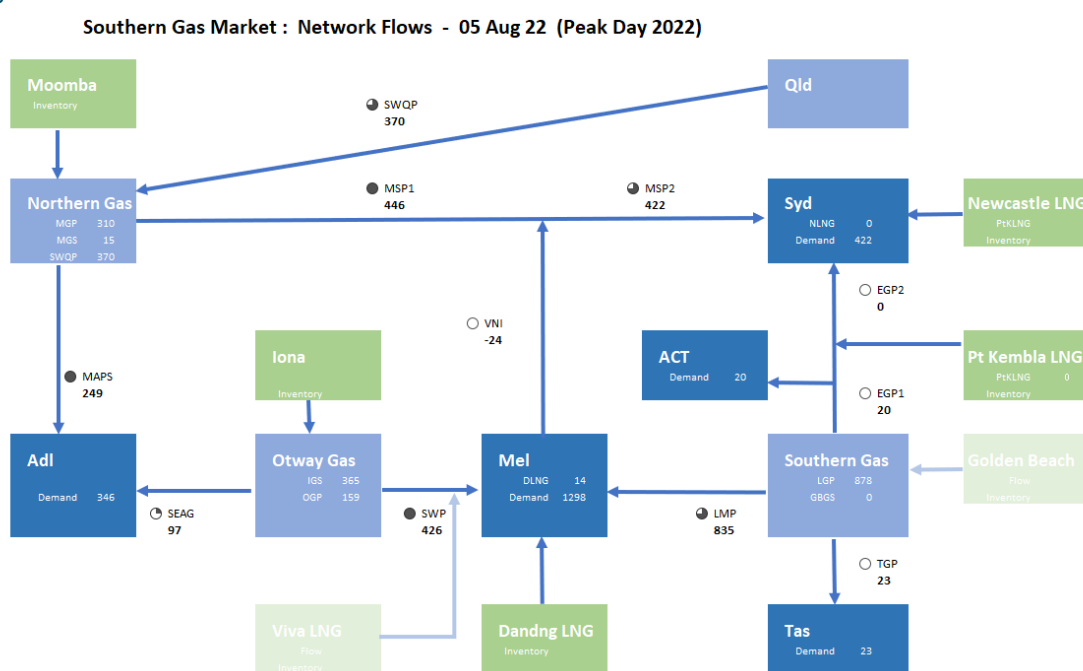 Southern Gas Market : Network Flows - 05 Aug 22 (Peak Day 2022)
Moomba
Inventory
SWQP
370
Qld
Northern Gas
MGP 310
MGS 15
SWQP 370
MSP1
446
MSP2
422
Syd
NLNG 0
Demand 422
Newcastle LNG
PtKLNG
Inventory
EGP2
0
VNI
-24
Iona
Inventory
ACT
Demand 20
Pt Kembla LNG
PtKLNG 0
Inventory
MAPS
249
EGP1
20
Adl
Demand 346
Otway Gas
IGS 365
OGP 159
Mel
DLNG 14
Demand 1298
Southern Gas
LGP 878
GBGS 0
Golden Beach
Flow
Inventory
SEAG
97
SWP
426
LMP
835
TGP
23
Viva LNG
Flow
Inventory
Dandng LNG
Inventory
Tas
Demand 23